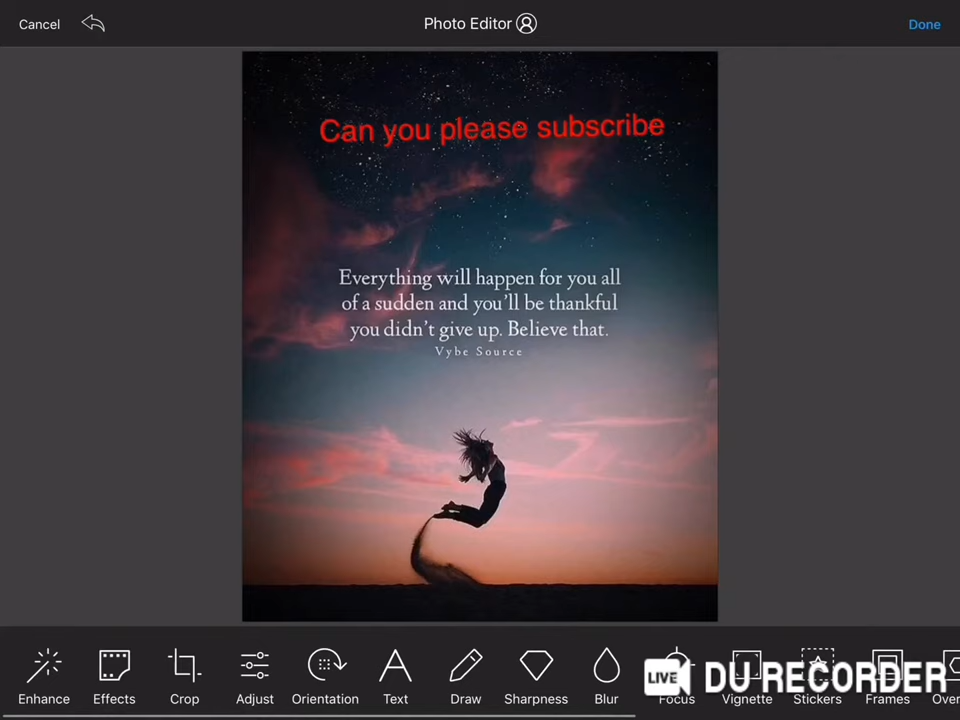 Cancel
Photo Editor
Done
Can you please subscribe
Everything will happen for you all
of a sudden and you'll be thankful
you didn't give up. Believe that.
Vybe Source
Enhance
Effects
Crop
Adjust
Orientation
Text
Draw
Sharpness
Blur
Focus
Vignette
Stickers
Frames
Over
LIVE DU RECORDER